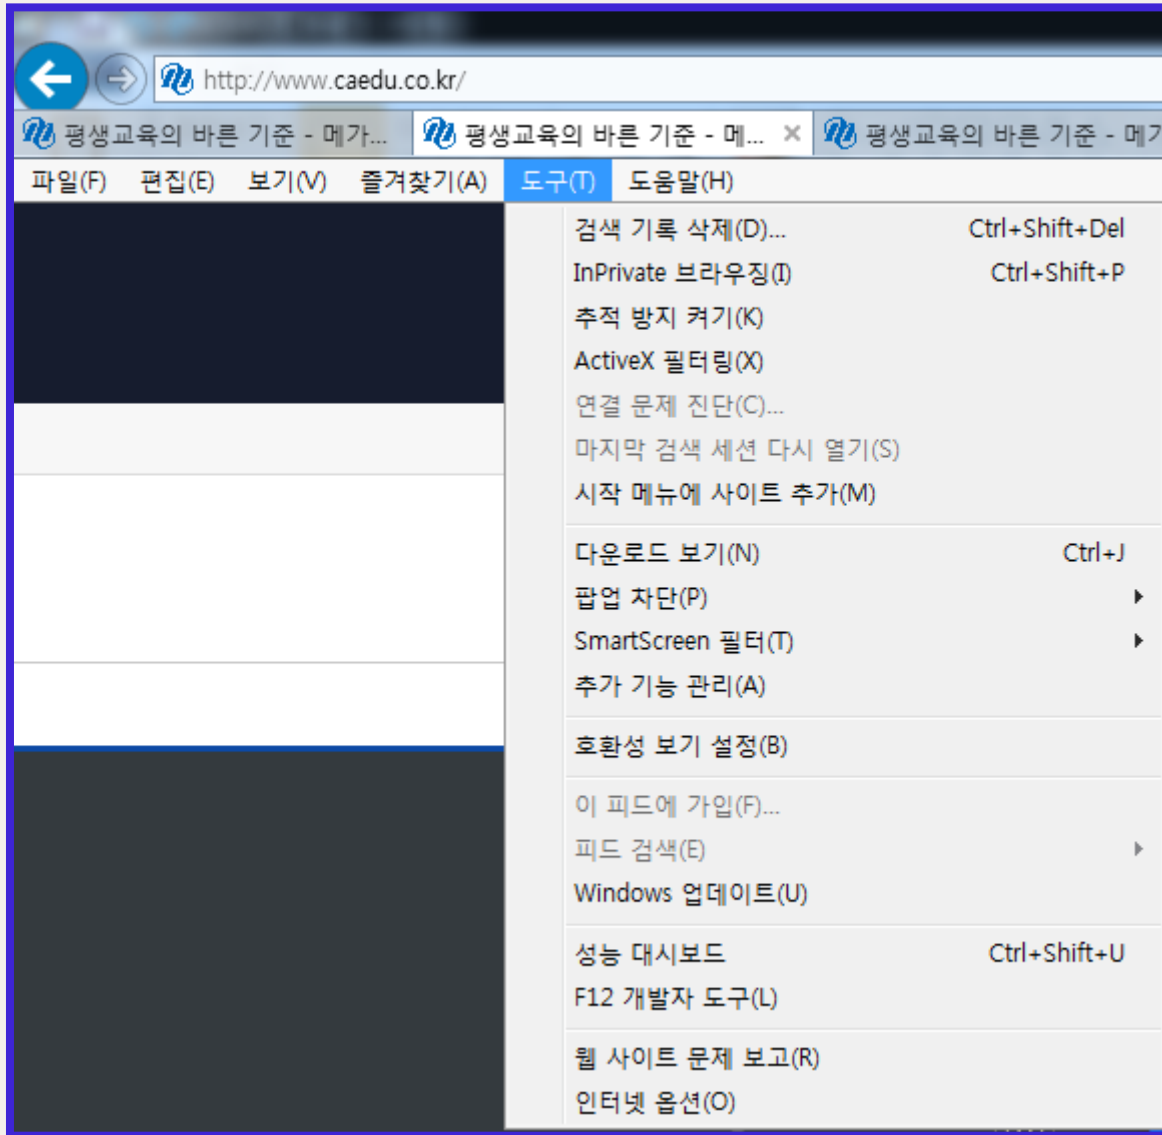 http://www.caedu.co.kr/
평생교육의 바른 기준 - 메가... 평생교육의 바른 기준 - 메... × 평생교육의 바른 기준 - 메가
파일(F) 편집(E) 보기(V) 즐겨찾기(A) 도구(T) 도움말(H)
검색 기록 삭제(D)... Ctrl+Shift+Del
InPrivate 브라우징(I) Ctrl+Shift+P
추적 방지 켜기(K)
ActiveX 필터링(X)
연결 문제 진단(C)...
마지막 검색 세션 다시 열기(S)
시작 메뉴에 사이트 추가(M)
다운로드 보기(N) Ctrl+J
팝업 차단(P)
SmartScreen 필터(T)
추가 기능 관리(A)
호환성 보기 설정(B)
이 피드에 가입(F)...
피드 검색(E)
Windows 업데이트(U)
성능 대시보드 Ctrl+Shift+U
F12 개발자 도구(L)
웹 사이트 문제 보고(R)
인터넷 옵션(O)